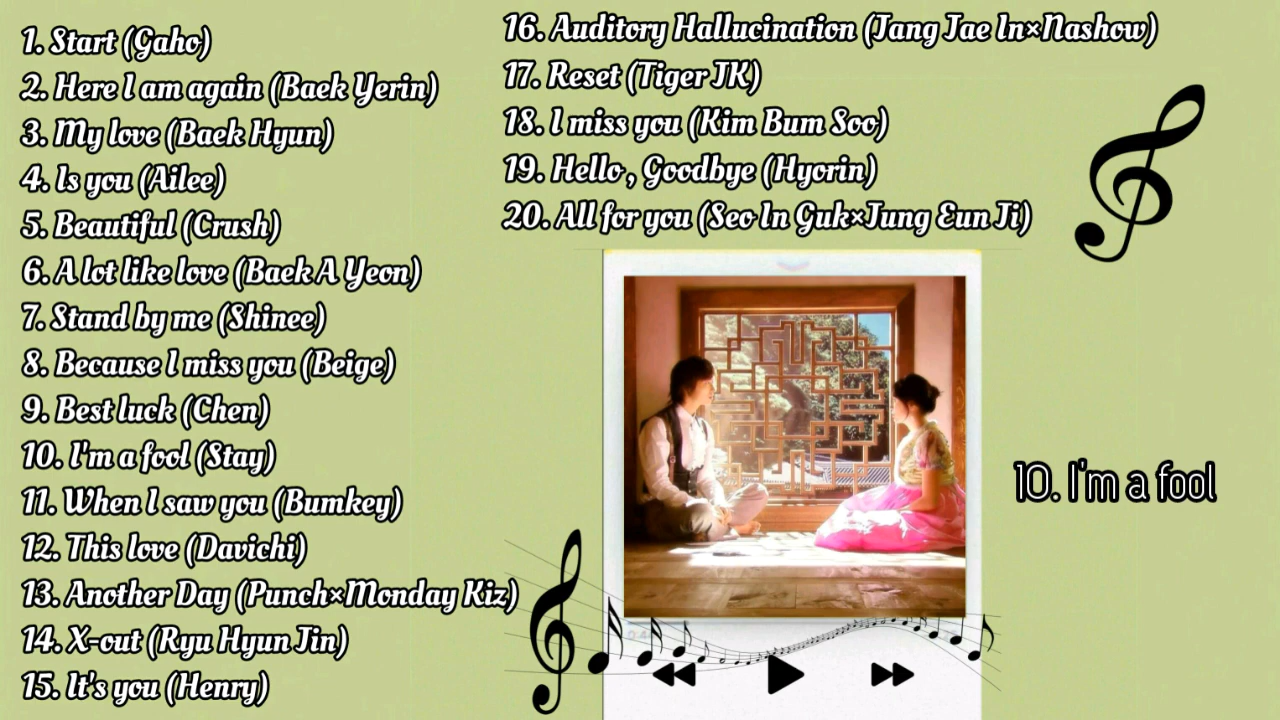 1. Start (Gaho)
2. Here I am again (Baek Yerin)
3. My love (Baek Hyun)
4. Is you (Ailee)
5. Beautiful (Crush)
6. A lot like love (Baek A Yeon)
7. Stand by me (Shinee)
8. Because I miss you (Beige)
9. Best luck (Chen)
10. I'm a fool (Stay)
11. When I saw you (Bumkey)
12. This love (Davichi)
13. Another Day (Punch×Monday Kiz)
14. X-out (Ryu Hyun Jin)
15. It's you (Henry)
16. Auditory Hallucination (Jang Jae In×Nashow)
17. Reset (Tiger JK)
18. I miss you (Kim Bum Soo)
19. Hello , Goodbye (Hyorin)
20. All for you (Seo In Guk×Jung Eun Ji)
10. I'm a fool